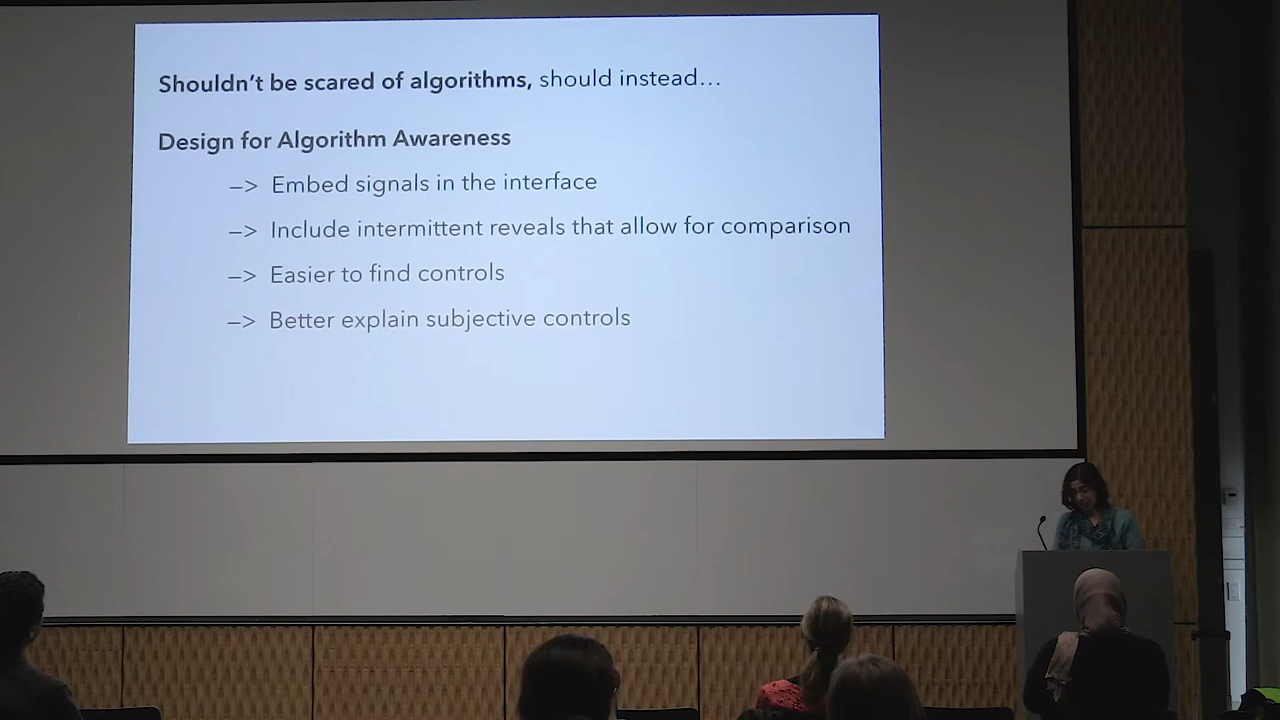 Shouldn't be scared of algorithms, should instead...
Design for Algorithm Awareness
—> Embed signals in the interface
—> Include intermittent reveals that allow for comparison
—> Easier to find controls
—> Better explain subjective controls